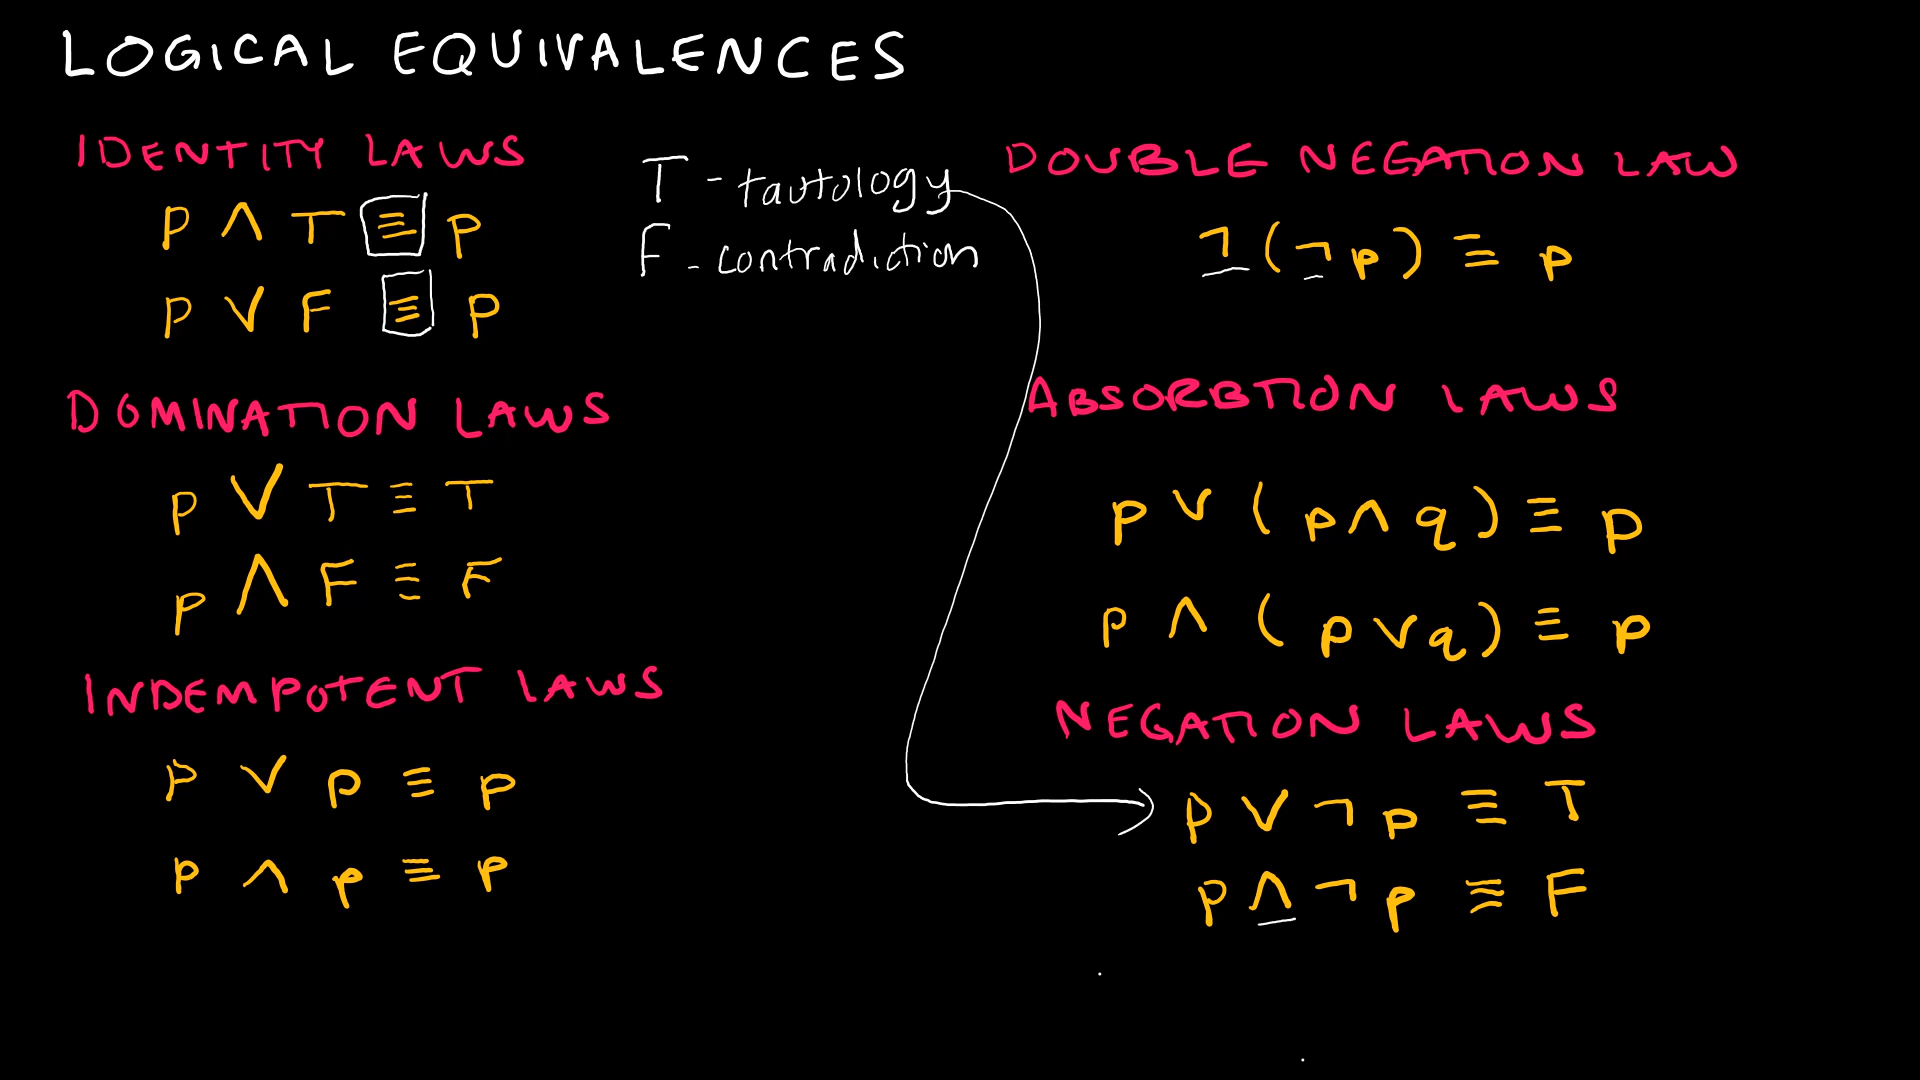 LOGICAL EQUIVALENCES
IDENTITY LAWS
P ∧ T ≡ P
P ∨ F ≡ P
T - tautology
F - contradiction
DOMINATION LAWS
P ∨ T ≡ T
P ∧ F ≡ F
INDEMPOTENT LAWS
P ∨ P ≡ P
P ∧ P ≡ P
DOUBLE NEGATION LAW
¬(¬p) ≡ p
ABSORBTION LAWS
p ∨ (p ∧ q) ≡ p
p ∧ (p ∨ q) ≡ p
NEGATION LAWS
p ∨ ¬p ≡ T
p ∧ ¬p ≡ F